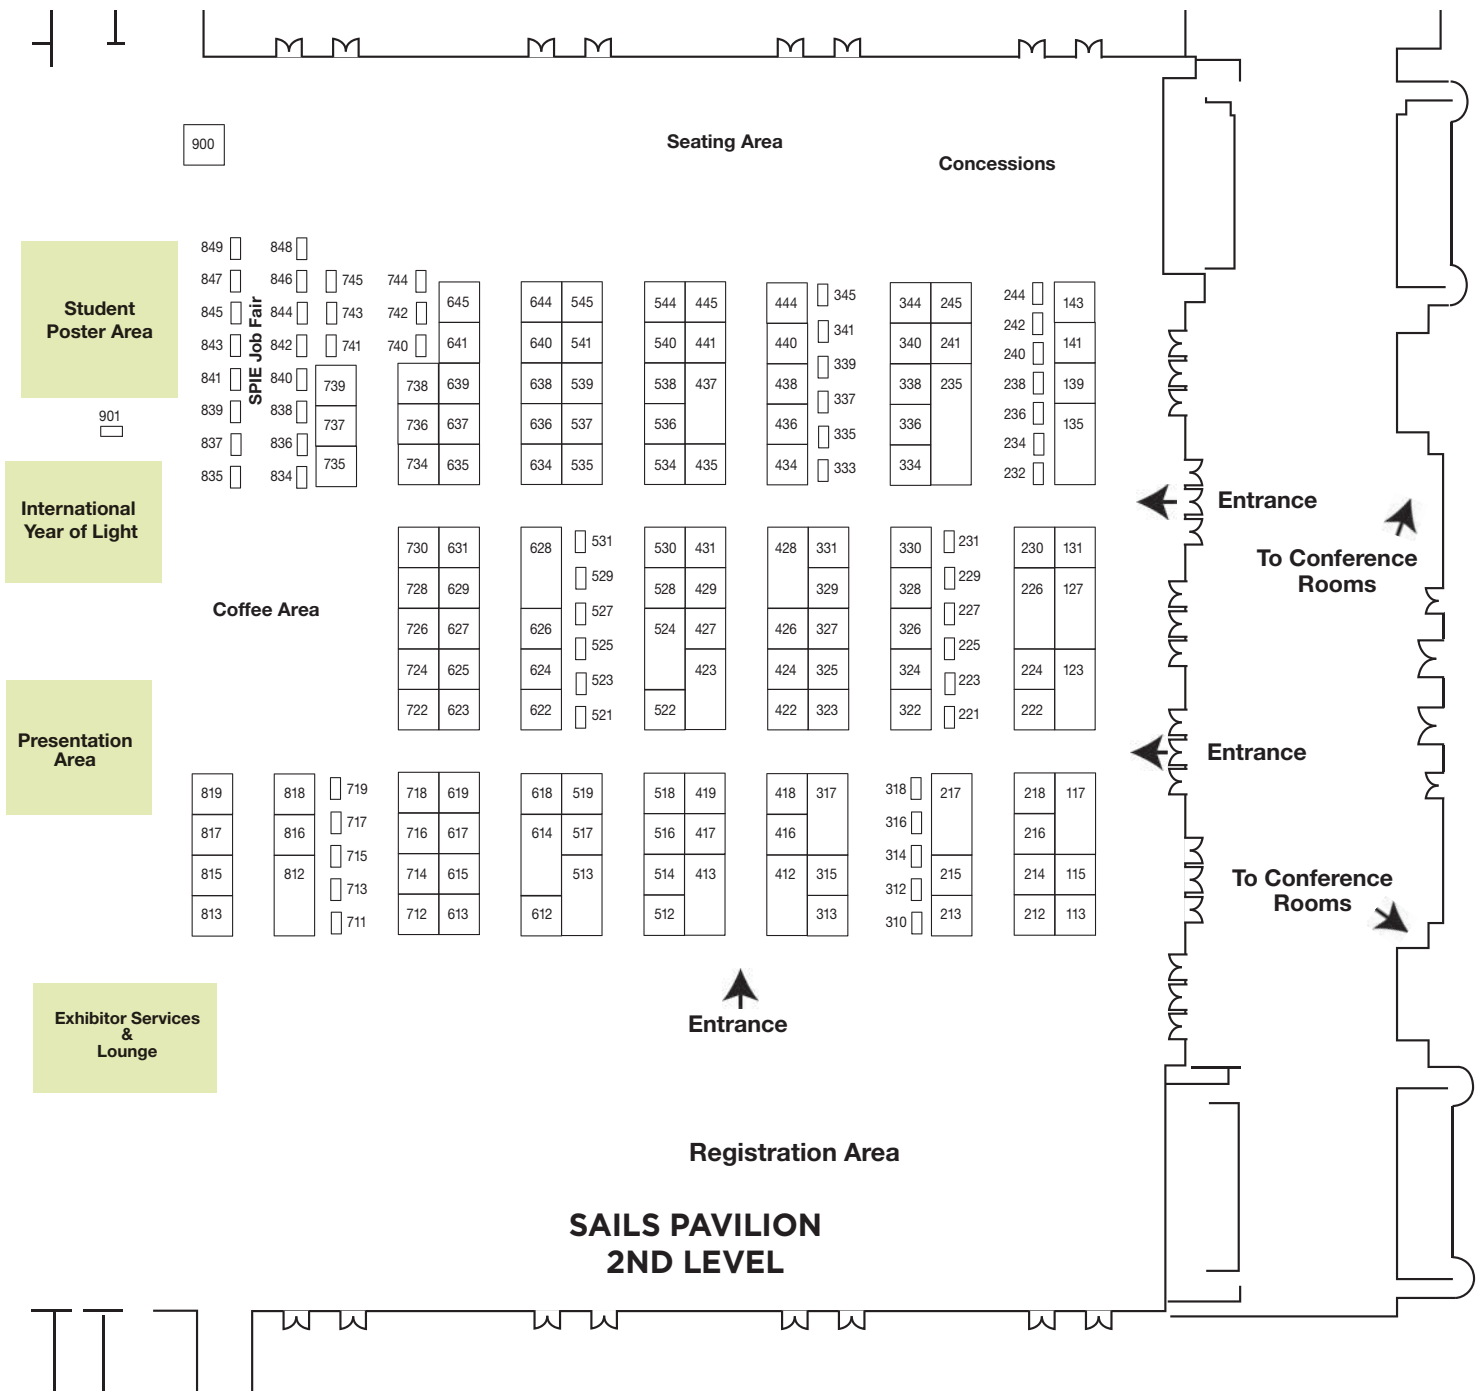 900
Seating Area
Concessions
849 848
847 846 745 744
645 644 545 544 445 444 345 344 245 244 143
845 844 743 742
341 242
843 842 741 740
641 640 541 540 441 440 340 241 141
339 240
SPIE Job Fair
841 840 739 738 639 638 539 538 437 438 338 235 238 139
337
839 838 236
737 736 637 636 537 536 436 336 135
335
837 836 234
735 734 635 634 535 534 435 434 333 334 232
835 834
Student
Poster Area
901
International
Year of Light
Entrance
To Conference
Rooms
730 631 628 531 530 431 428 331 330 231 230 131
529 229
728 629 528 429 329 328 226 127
527 227
726 627 626 524 427 426 327 326
525 225
724 625 624 423 424 325 324 224 123
523 223
722 623 622 521 522 422 323 322 221 222
Coffee Area
Presentation
Area
Entrance
819 818 719 718 619 618 519 518 419 418 317 318 217 218 117
717 316
817 816 716 617 614 517 516 417 416 216
715 314
815 812 714 615 513 514 413 412 315 215 214 115
713 312
813 711 712 613 612 512 313 310 213 212 113
To Conference
Rooms
Exhibitor Services
&
Lounge
Entrance
Registration Area
SAILS PAVILION
2ND LEVEL